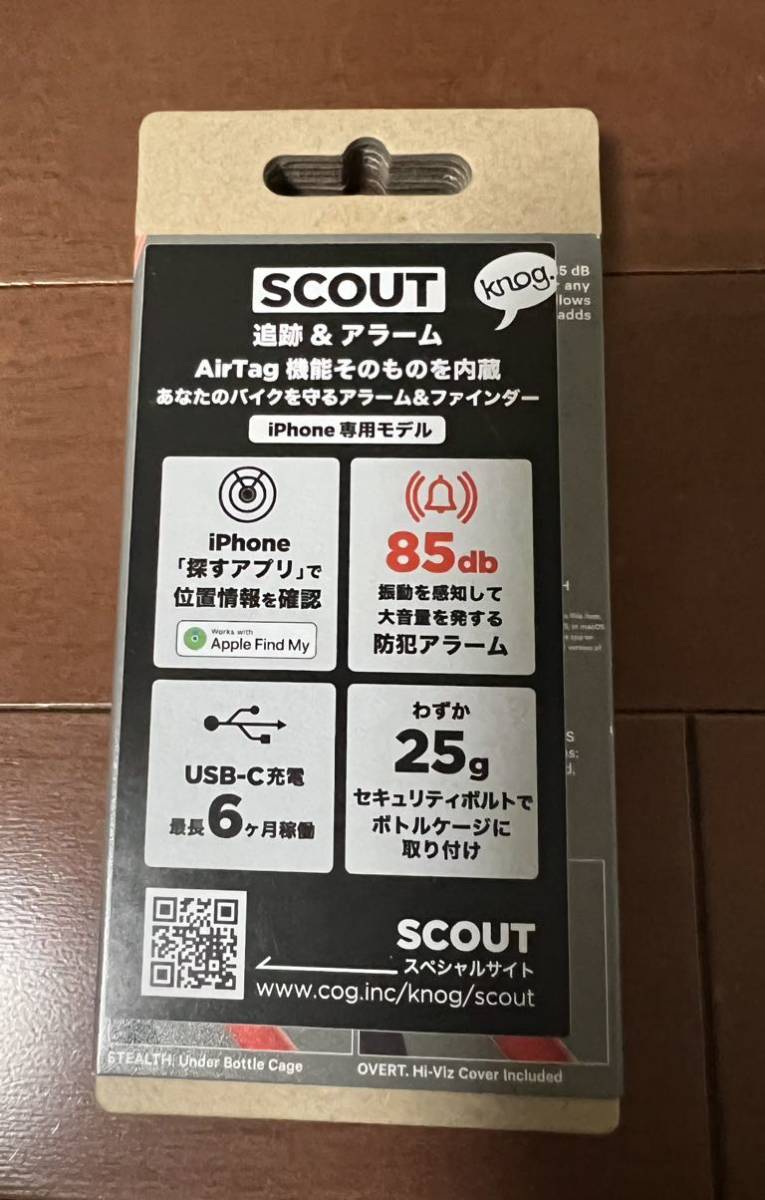 SCOUT
knog.
追跡 & アラーム
AirTag 機能そのものを内蔵
あなたのバイクを守るアラーム&ファインダー
iPhone 専用モデル
iPhone
「探すアプリ」で
位置情報を確認
Works with
Apple Find My
85db
振動を感知して
大音量を発する
防犯アラーム
USB-C充電
最長6ヶ月稼働
わずか
25g
セキュリティボルトで
ボトルケージに
取り付け
SCOUT
スペシャルサイト
www.cog.inc/knog/scout
5 dB
any
lows
adds
STEALTH. Under Bottle Cage
OVERT. Hi-Viz Cover Included